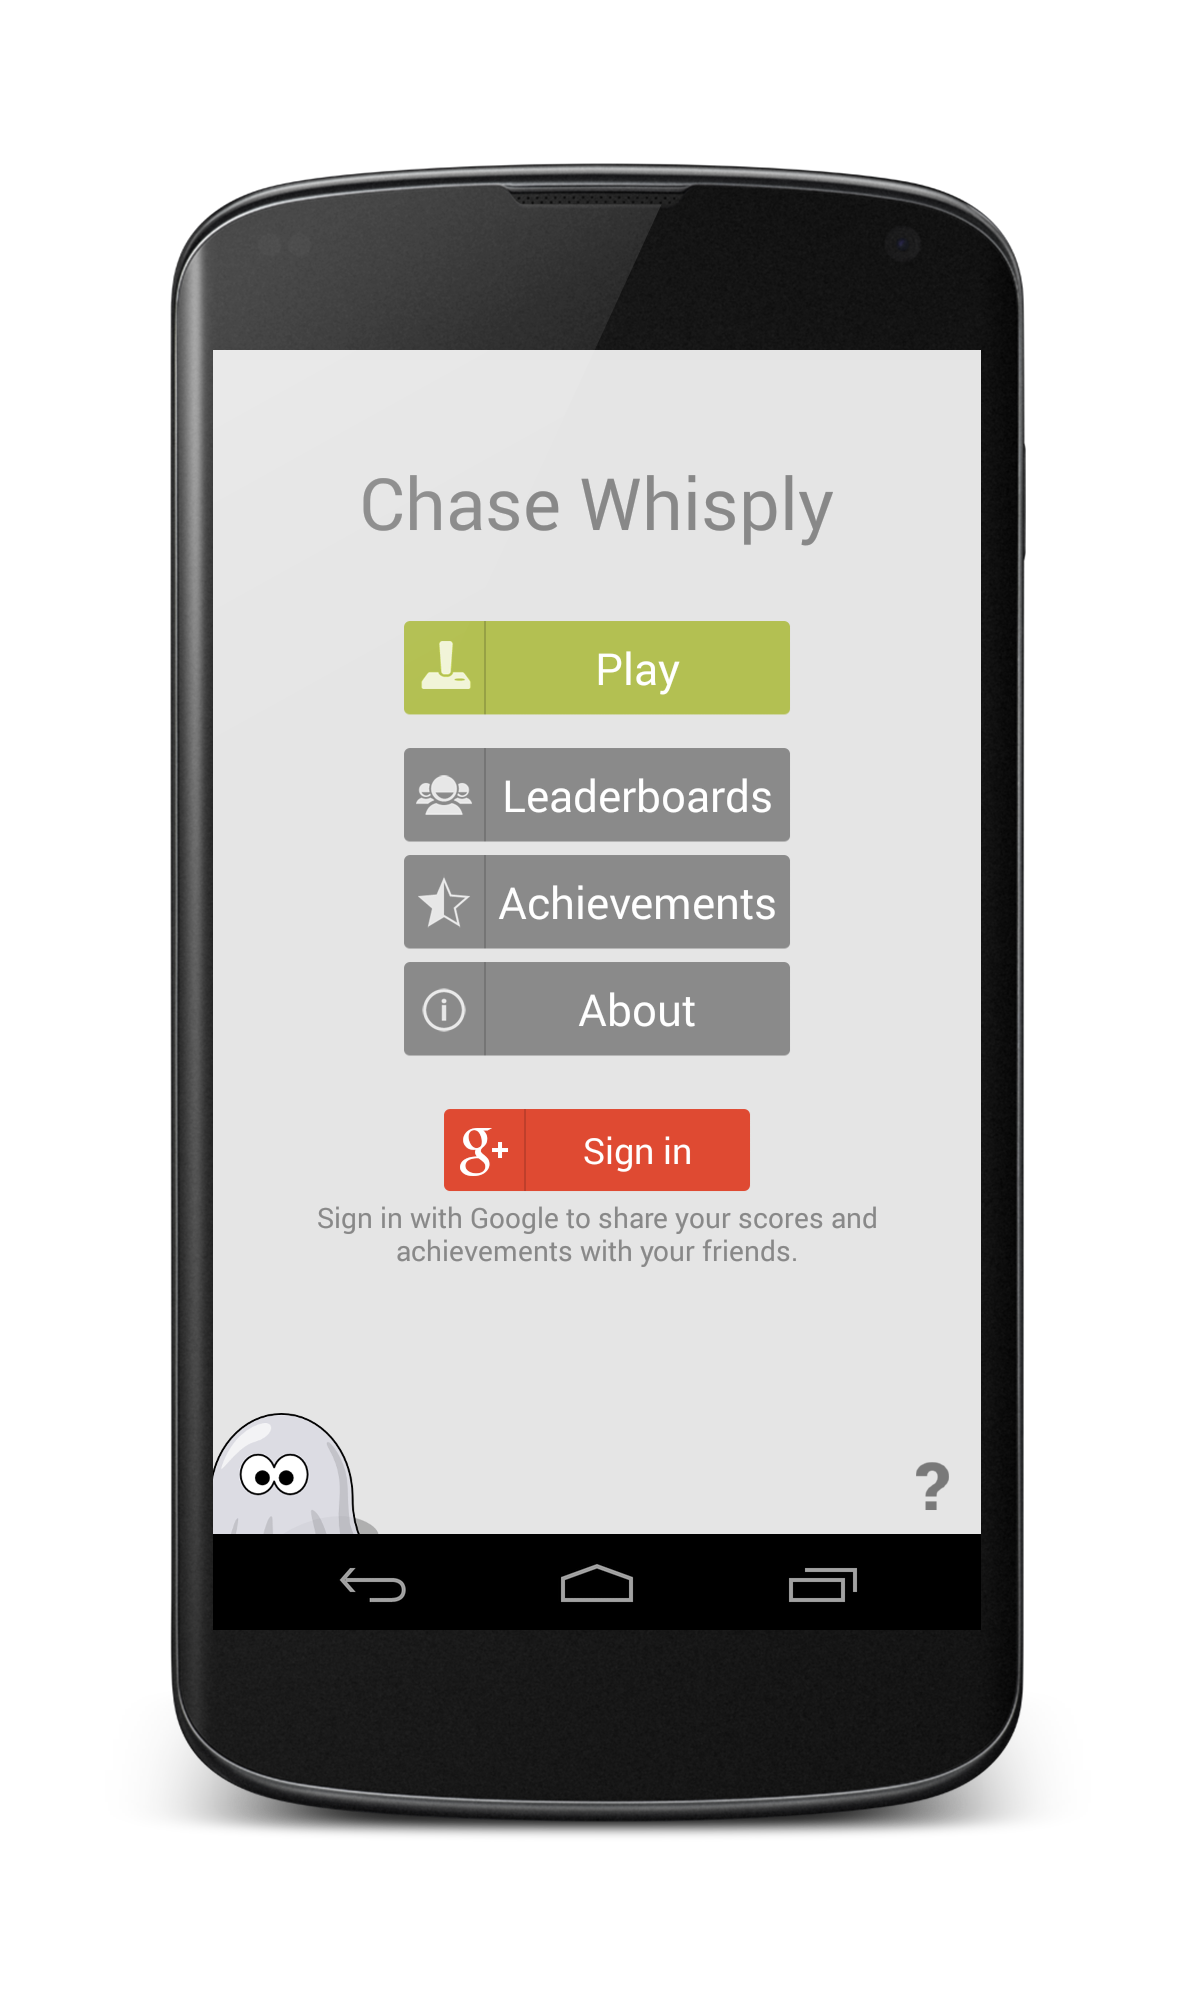 Chase Whisply
Play
Leaderboards
Achievements
About
g+ Sign in
Sign in with Google to share your scores and
achievements with your friends.
?